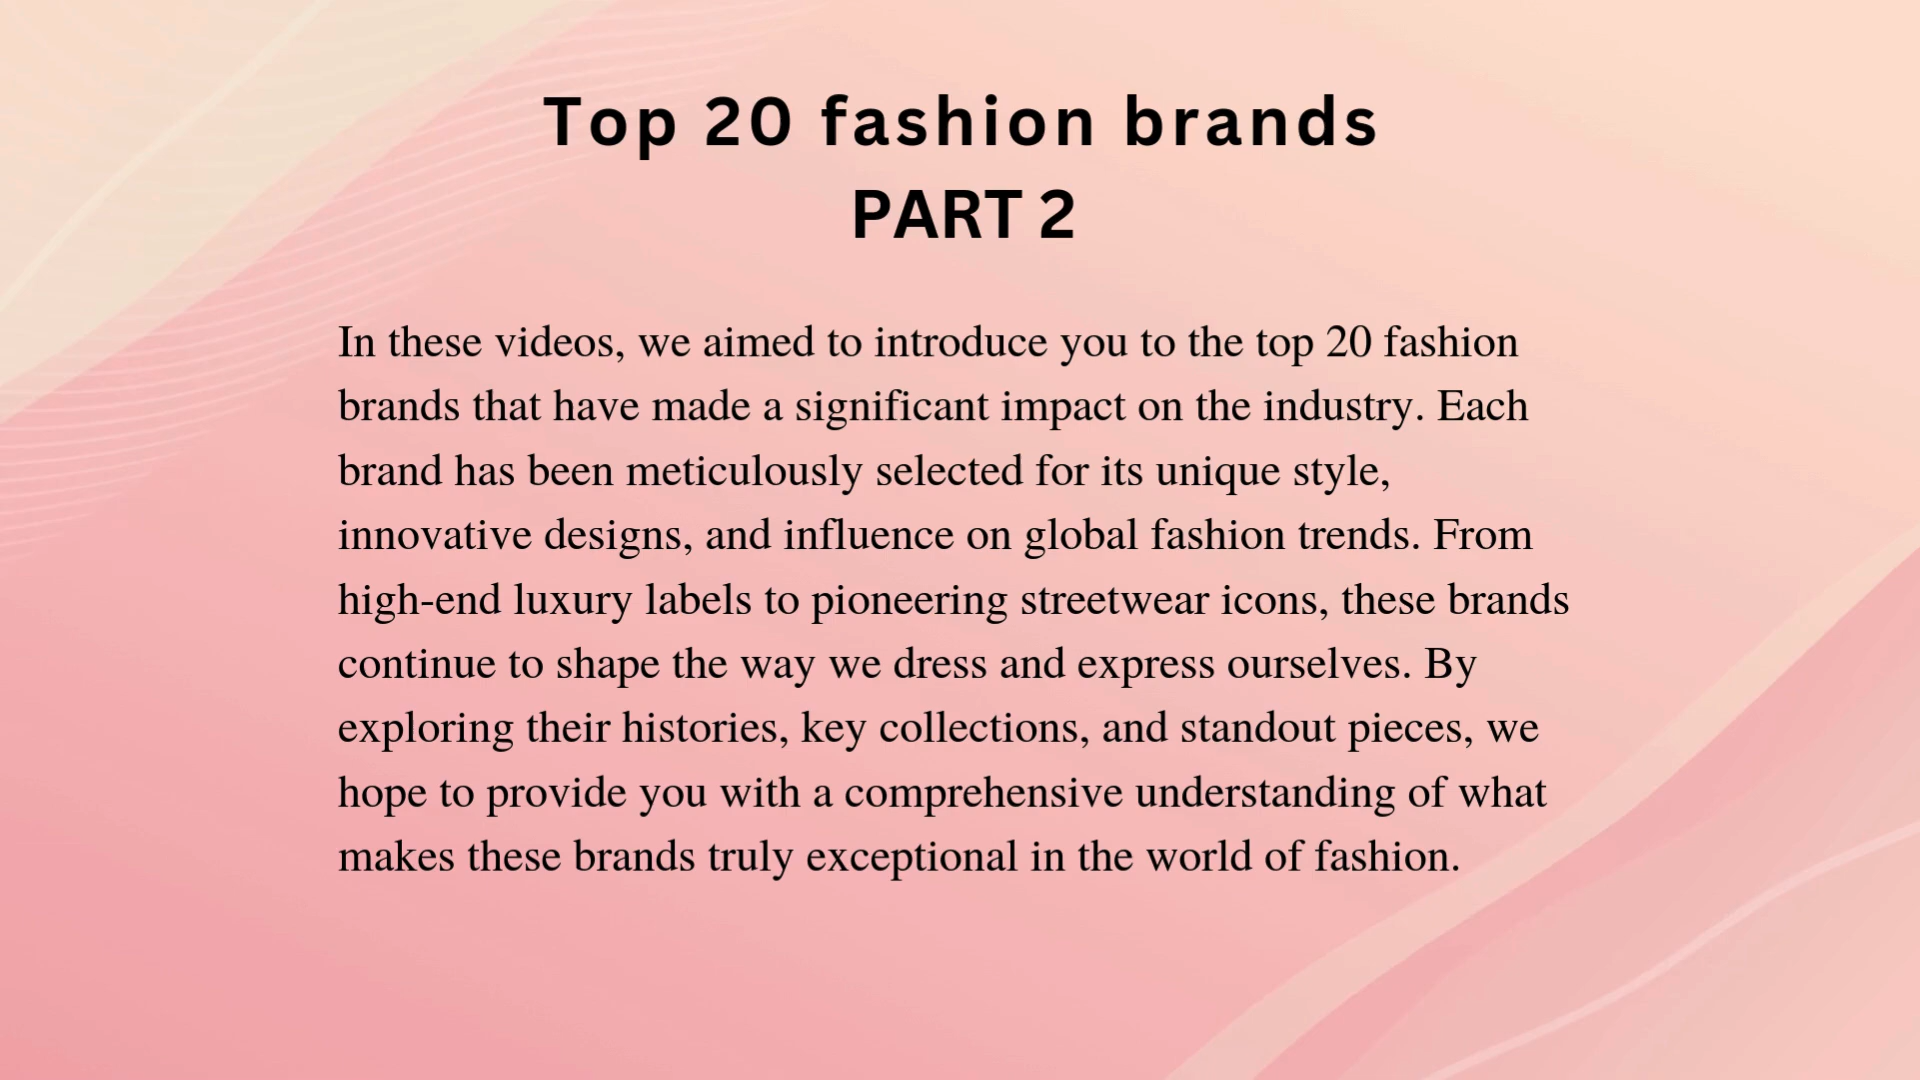 Top 20 fashion brands
PART 2
In these videos, we aimed to introduce you to the top 20 fashion
brands that have made a significant impact on the industry. Each
brand has been meticulously selected for its unique style,
innovative designs, and influence on global fashion trends. From
high-end luxury labels to pioneering streetwear icons, these brands
continue to shape the way we dress and express ourselves. By
exploring their histories, key collections, and standout pieces, we
hope to provide you with a comprehensive understanding of what
makes these brands truly exceptional in the world of fashion.